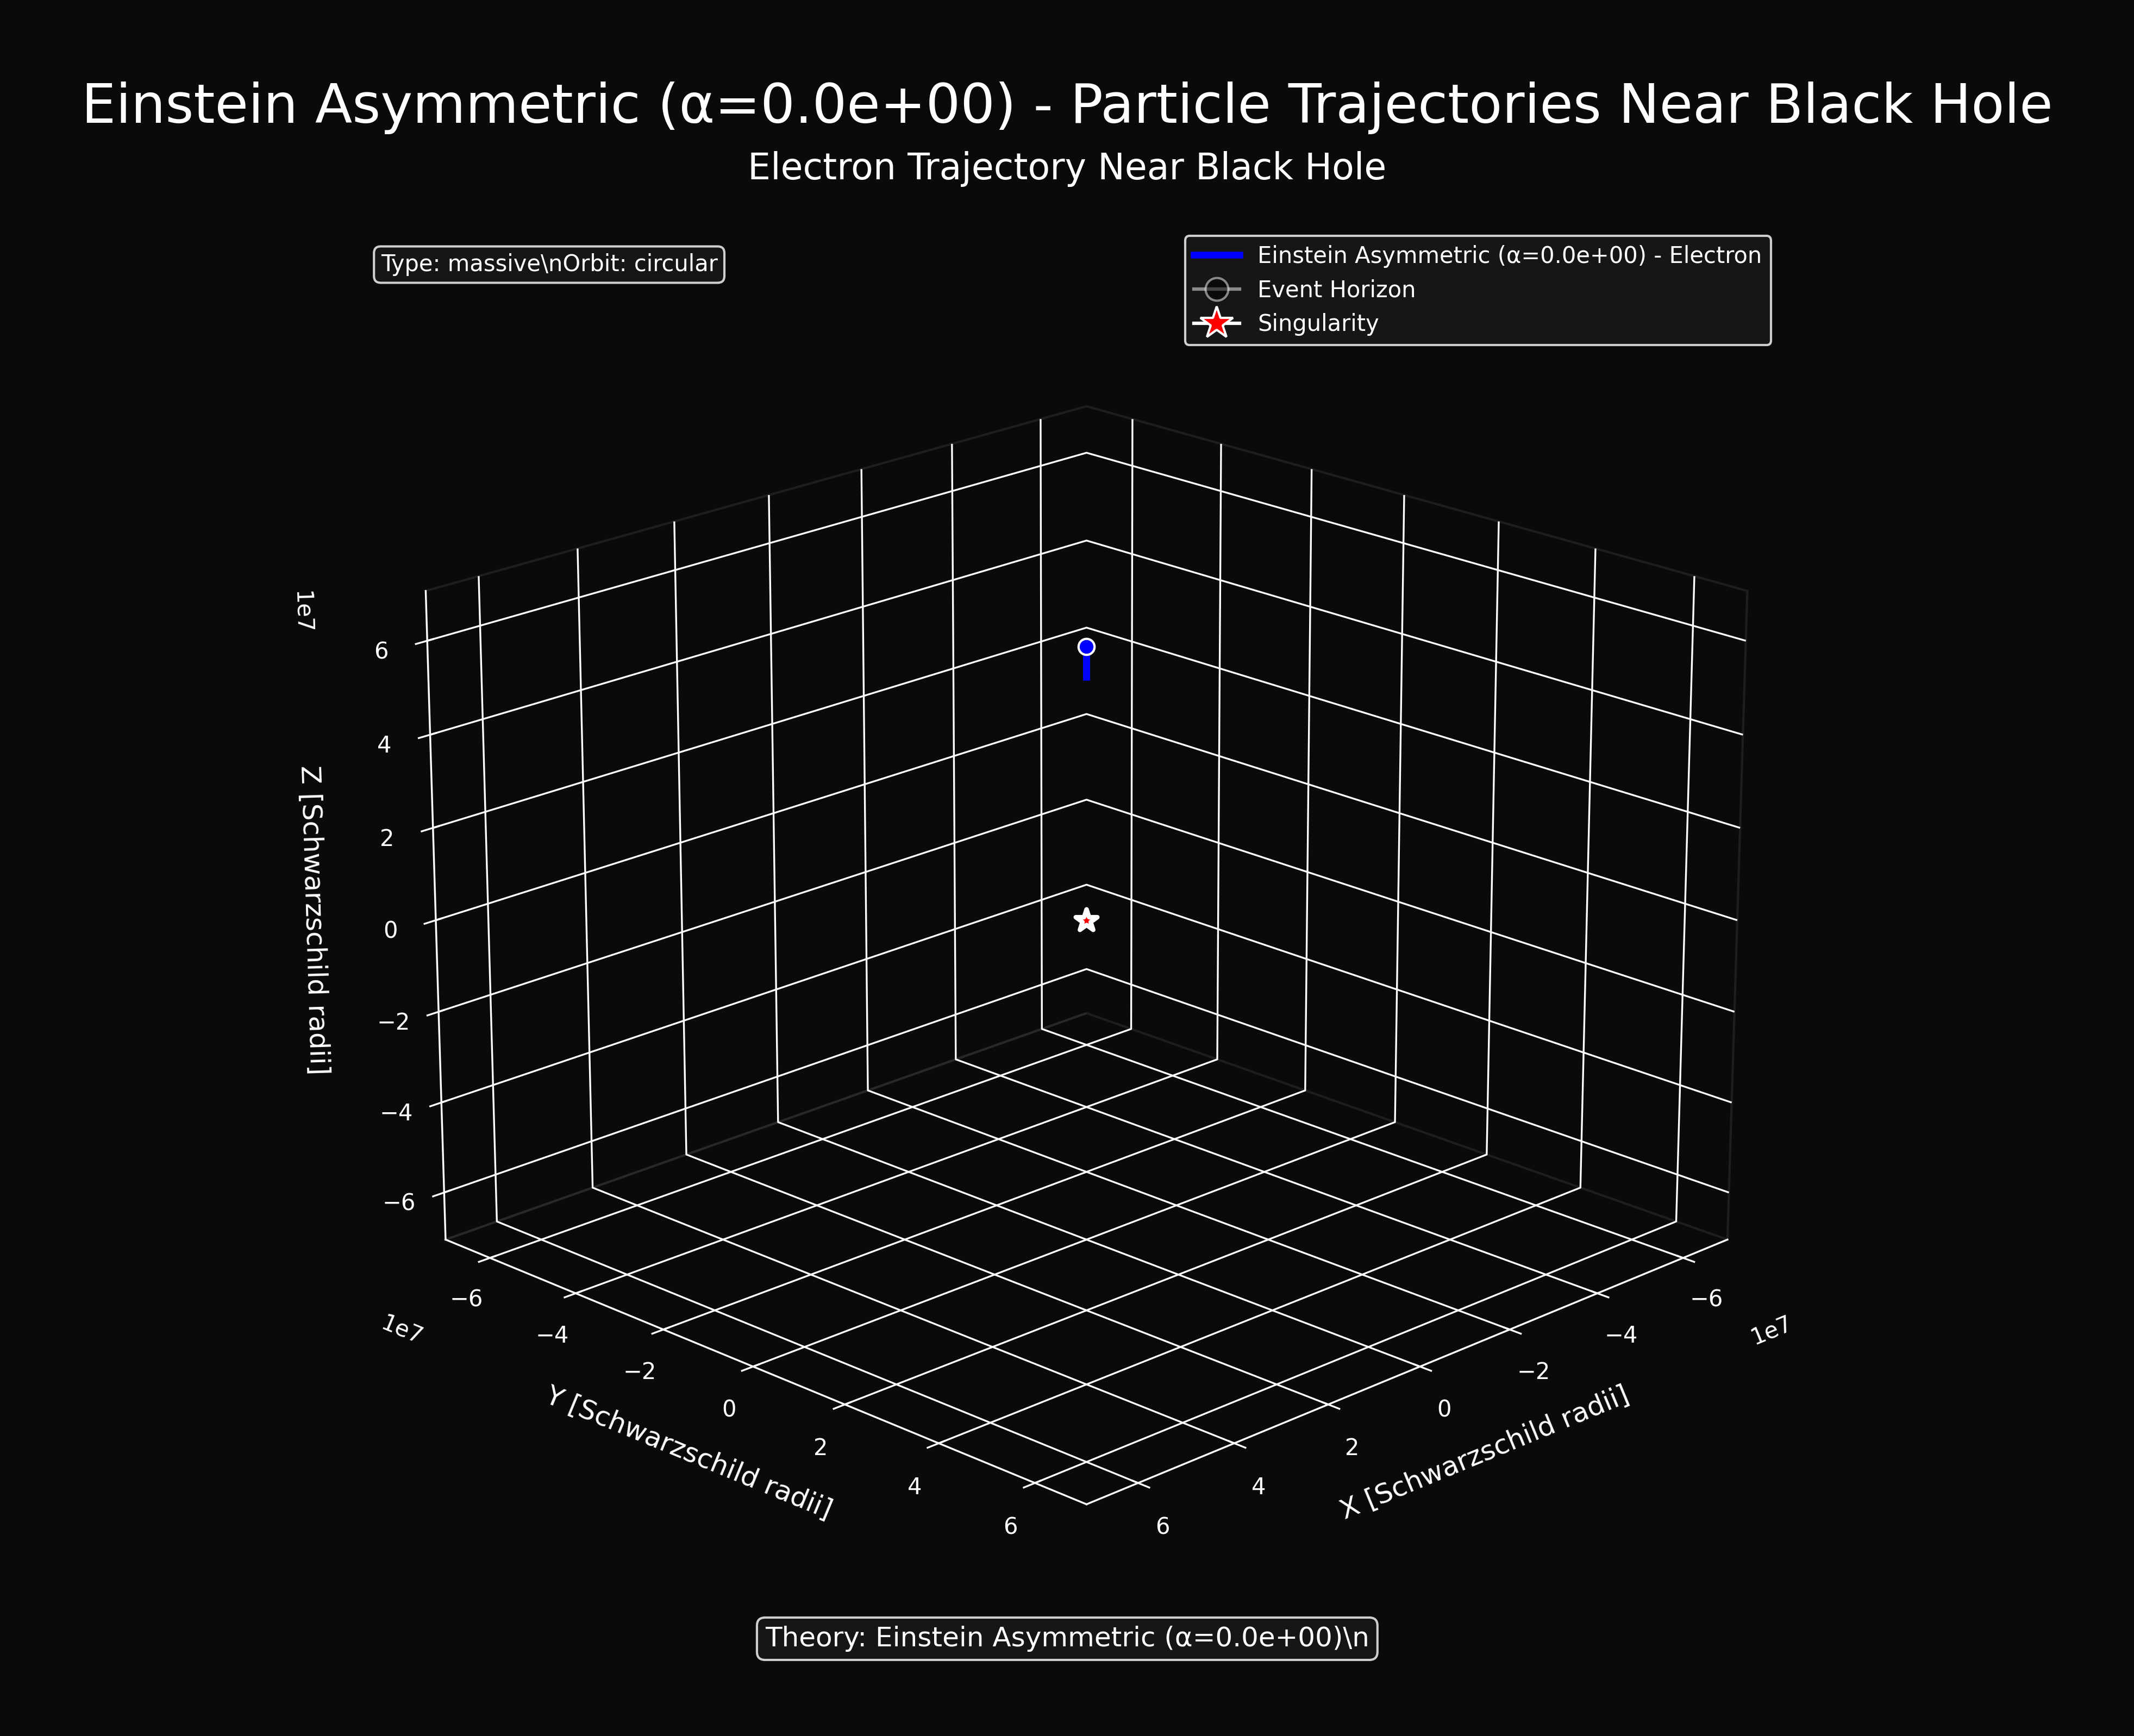 Einstein Asymmetric (α=0.0e+00) - Particle Trajectories Near Black Hole
Electron Trajectory Near Black Hole
Type: massive\nOrbit: circular
Einstein Asymmetric (α=0.0e+00) - Electron
Event Horizon
Singularity
1e7
6
4
2
0
−2
−4
−6
Z [Schwarzschild radii]
−6
−4
−2
0
2
4
6
1e7
Y [Schwarzschild radii]
−6
−4
−2
0
2
4
6
1e7
X [Schwarzschild radii]
Theory: Einstein Asymmetric (α=0.0e+00)\n